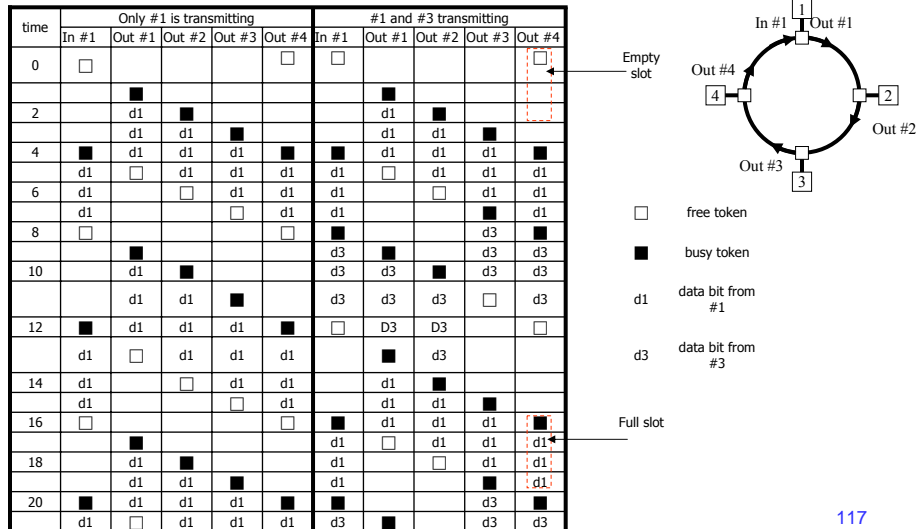 time Only #1 is transmitting #1 and #3 transmitting
In #1 Out #1 Out #2 Out #3 Out #4 In #1 Out #1 Out #2 Out #3 Out #4
0
2 d1 d1
d1 d1 d1 d1
4 d1 d1 d1 d1 d1 d1
d1 d1 d1 d1 d1 d1 d1 d1
6 d1 d1 d1 d1 d1 d1
d1 d1 d1 d1
8 d3
d3 d3 d3
10 d1 d3 d3 d3 d3
d1 d1 d3 d3 d3 d3
12 d1 d1 d1 D3 D3
d1 d1 d1 d1 d3
14 d1 d1 d1
d1 d1 d1 d1
16 d1 d1 d1
d1 d1 d1 d1
18 d1 d1 d1 d1
d1 d1 d1 d1
20 d1 d1 d1 d3
d1 d1 d1 d1 d3 d3 d3
Empty
slot
Full slot
1
In #1 Out #1
Out #4
4
2
Out #2
Out #3
3
free token
busy token
d1 data bit from
#1
d3 data bit from
#3
117